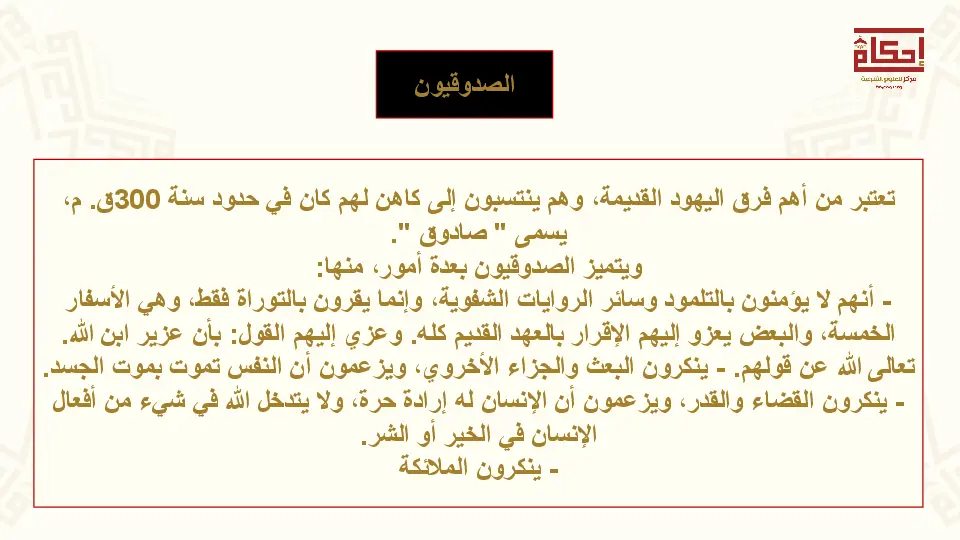 إحكام
مركز للعلوم الشرعية
الصدوقيون
تعتبر من أهم فرق اليهود القديمة، وهم ينتسبون إلى كاهن لهم كان في حدود سنة 300ق. م،
يسمى " صادوق ".
ويتميز الصدوقيون بعدة أمور، منها:
- أنهم لا يؤمنون بالتلمود وسائر الروايات الشفوية، وإنما يقرون بالتوراة فقط، وهي الأسفار
الخمسة، والبعض يعزو إليهم الإقرار بالعهد القديم كله. وعزي إليهم القول: بأن عزير ابن الله.
تعالى الله عن قولهم. - ينكرون البعث والجزاء الأخروي، ويزعمون أن النفس تموت بموت الجسد.
- ينكرون القضاء والقدر، ويزعمون أن الإنسان له إرادة حرة، ولا يتدخل الله في شيء من أفعال
الإنسان في الخير أو الشر.
- ينكرون الملائكة